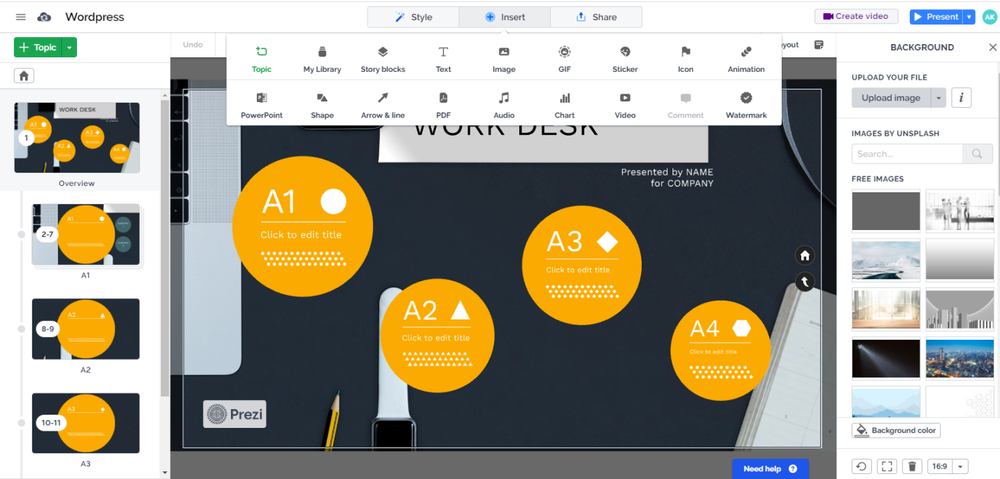 Wordpress
Style
Insert
Share
Create video
Present
AK
Topic
Undo
yout
BACKGROUND
Topic
My Library
Story blocks
Text
Image
GIF
Sticker
Icon
Animation
PowerPoint
Shape
Arrow & line
PDF
Audio
Chart
Video
Comment
Watermark
UPLOAD YOUR FILE
Upload image
i
IMAGES BY UNSPLASH
Search...
FREE IMAGES
WORK DESK
A1
A2
A3
A4
1
Overview
2-7
A1
A1
8-9
A2
A2
10-11
A3
A3
WORK DESK
Presented by NAME
for COMPANY
A1
Click to edit title
A3
Click to edit title
A2
Click to edit title
A4
Click to edit title
Prezi
Need help ?
Background color
16:9